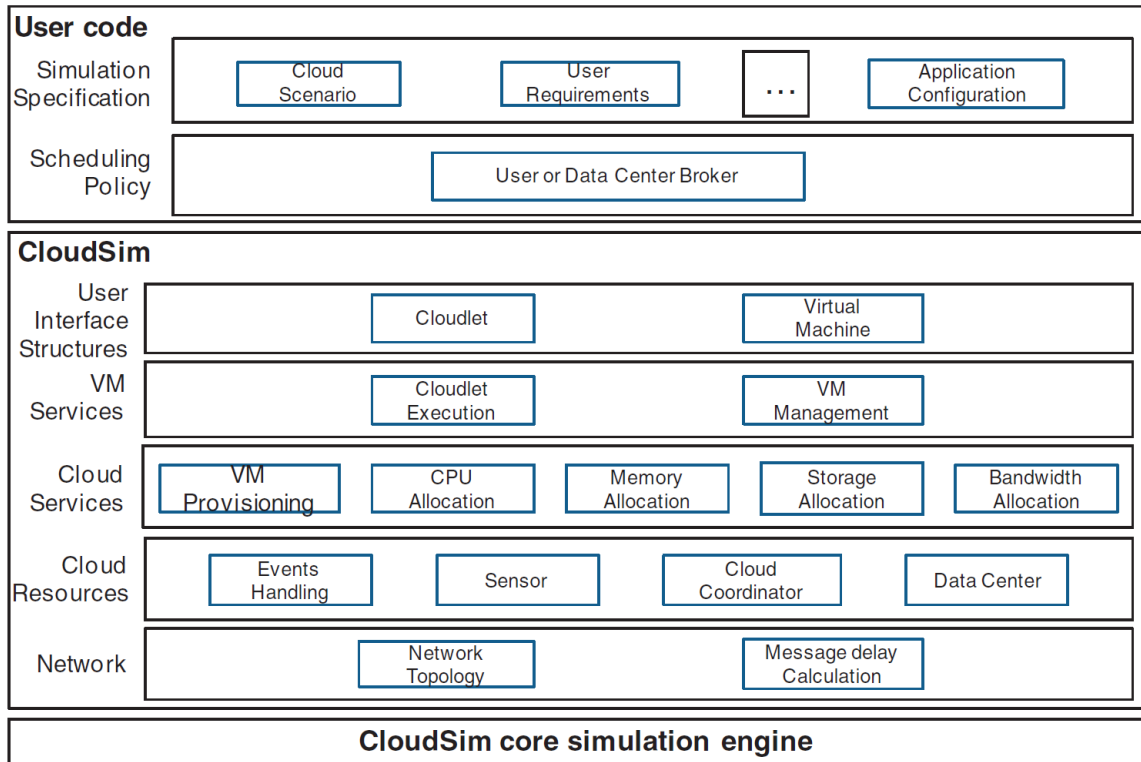 User code
Simulation
Specification
Cloud
Scenario
User
Requirements
...
Application
Configuration
Scheduling
Policy
User or Data Center Broker
CloudSim
User
Interface
Structures
Cloudlet
Virtual
Machine
VM
Services
Cloudlet
Execution
VM
Management
Cloud
Services
VM
Provisioning
CPU
Allocation
Memory
Allocation
Storage
Allocation
Bandwidth
Allocation
Cloud
Resources
Events
Handling
Sensor
Cloud
Coordinator
Data Center
Network
Network
Topology
Message delay
Calculation
CloudSim core simulation engine